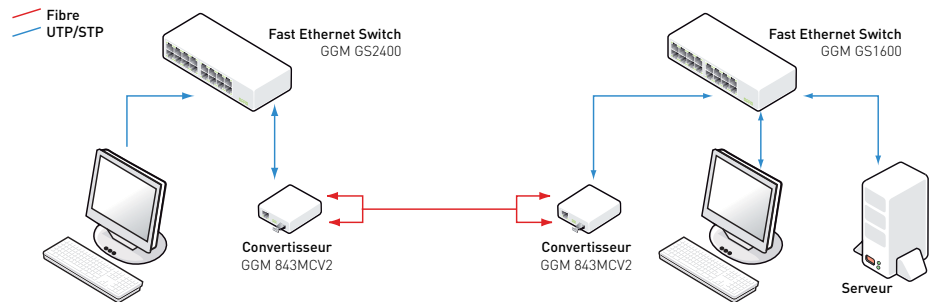 Fibre
UTP/STP
Fast Ethernet Switch
GGM GS2400
Fast Ethernet Switch
GGM GS1600
Convertisseur
GGM 843MCV2
Convertisseur
GGM 843MCV2
Serveur